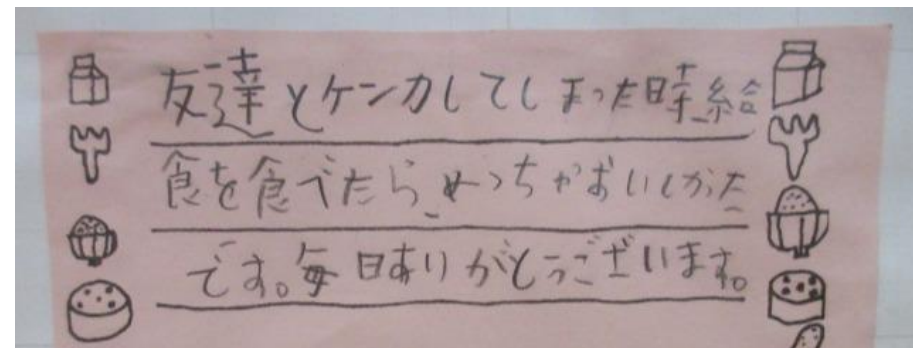 友達とケンカしてしまった時給
食を食べたらめっちゃおいしかった
です。毎日ありがとうございます。